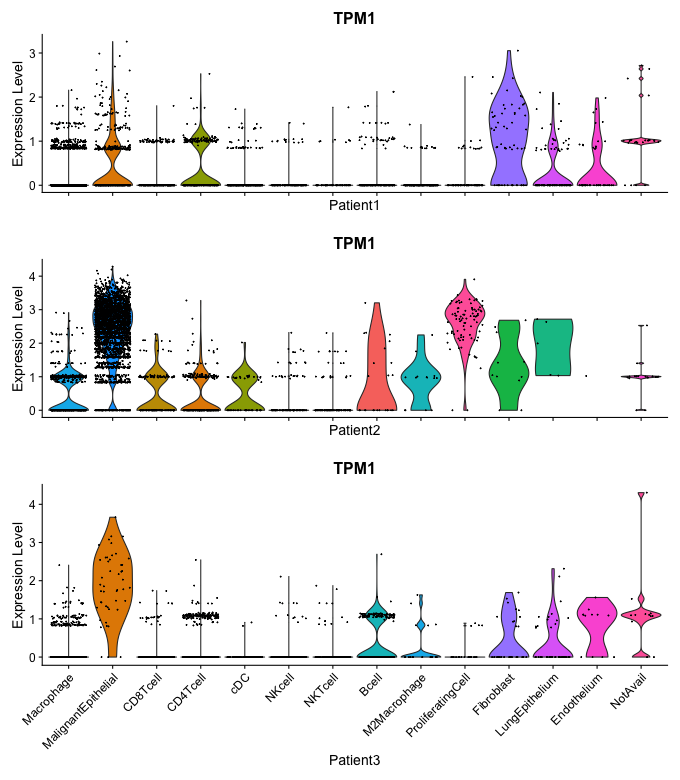 TPM1
Expression Level
3
2
1
0
Patient1
TPM1
Expression Level
4
3
2
1
0
Patient2
TPM1
Expression Level
4
3
2
1
0
Macrophage
MalignantEpithelial
CD8Tcell
CD4Tcell
cDC
NKcell
NKTcell
Bcell
M2Macrophage
ProliferatingCell
Fibroblast
LungEpithelium
Endothelium
NotAvail
Patient3